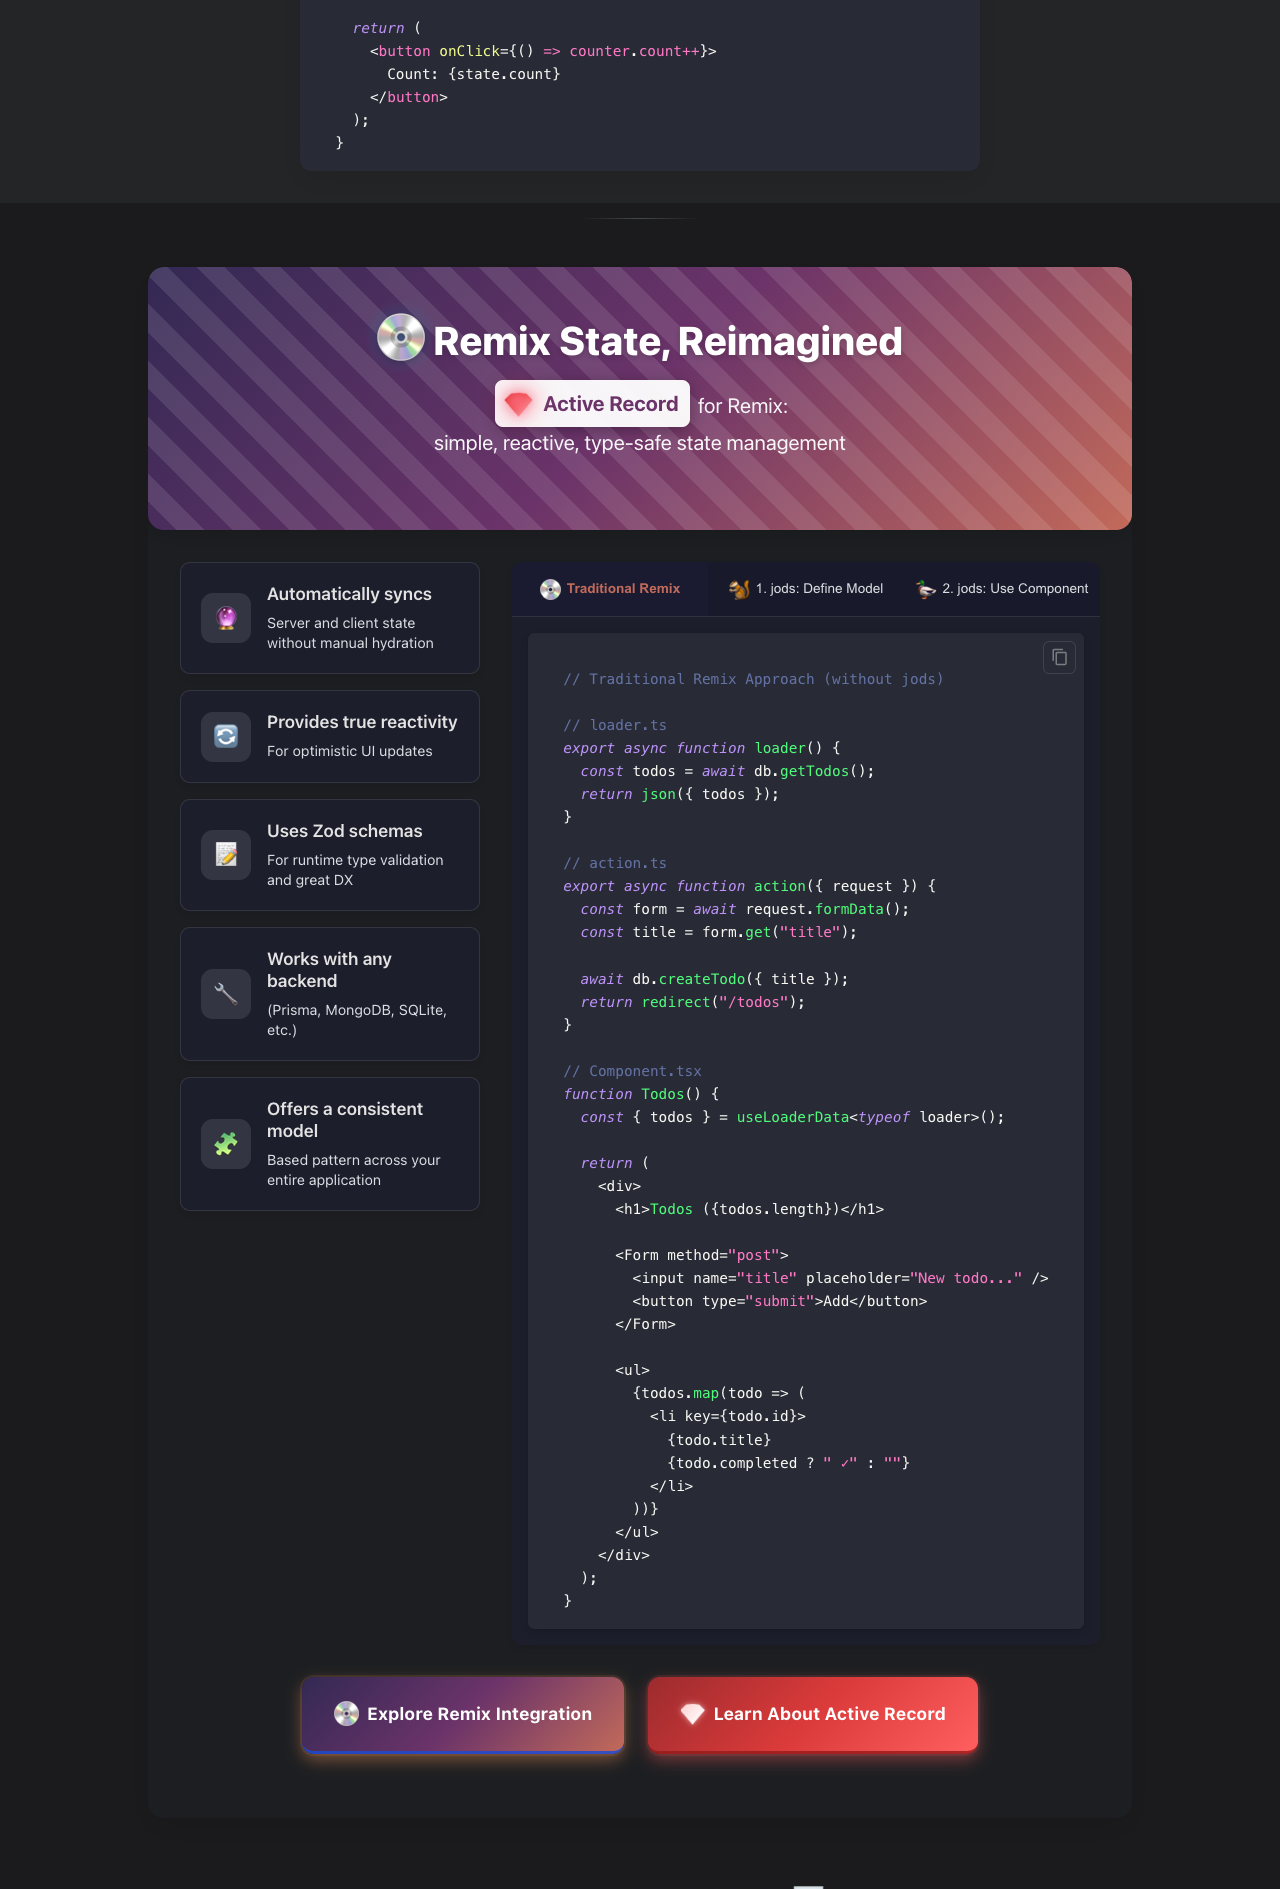 return (
<button onClick={() => counter.count++}>
Count: {state.count}
</button>
);
}
Remix State, Reimagined
Active Record for Remix:
simple, reactive, type-safe state management
Automatically syncs
Server and client state
without manual hydration
Provides true reactivity
For optimistic UI updates
Uses Zod schemas
For runtime type validation
and great DX
Works with any
backend
(Prisma, MongoDB, SQLite,
etc.)
Offers a consistent
model
Based pattern across your
entire application
Traditional Remix
1. jods: Define Model
2. jods: Use Component
// Traditional Remix Approach (without jods)
// loader.ts
export async function loader() {
const todos = await db.getTodos();
return json({ todos });
}
// action.ts
export async function action({ request }) {
const form = await request.formData();
const title = form.get("title");
await db.createTodo({ title });
return redirect("/todos");
}
// Component.tsx
function Todos() {
const { todos } = useLoaderData<typeof loader>();
return (
<div>
<h1>Todos ({todos.length})</h1>
<Form method="post">
<input name="title" placeholder="New todo..." />
<button type="submit">Add</button>
</Form>
<ul>
{todos.map(todo => (
<li key={todo.id}>
{todo.title}
{todo.completed ? " ✓" : ""}
</li>
))}
</ul>
</div>
);
}
Explore Remix Integration
Learn About Active Record